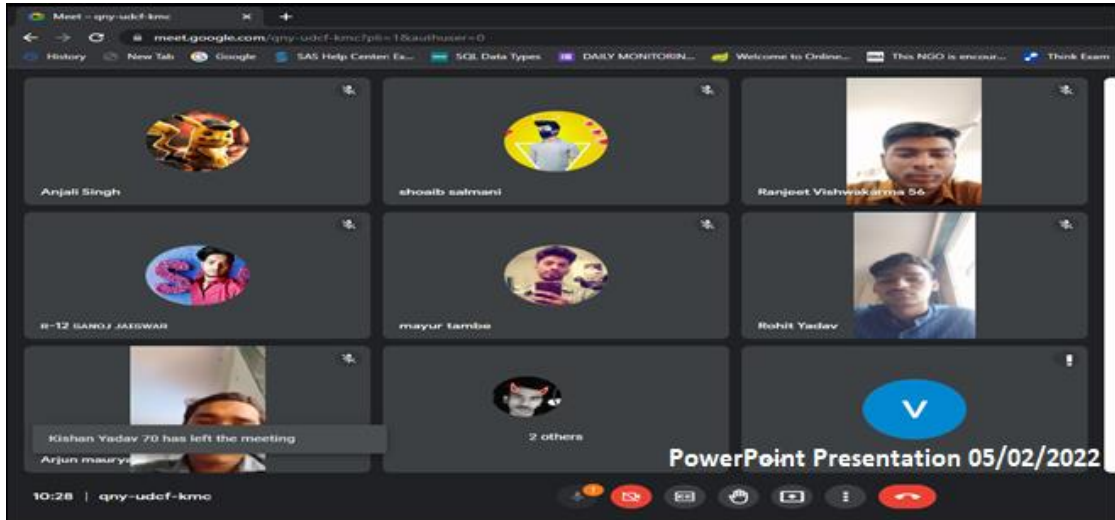 Meet – qny-udcf-kmc
meet.google.com/qny-udcf-kmc?pli=1&authuser=0
History New Tab Google SAS Help Center: Ex... SQL Data Types DAILY MONITORIN... Welcome to Online... This NGO is encour... Think Exam
Anjali Singh
shoaib salmani
Ranjeet Vishwakarma 56
S
R-12 SANOJ JAISWAR
mayur tambe
Rohit Yadav
Kishan Yadav 70 has left the meeting
Arjun maurya
2 others
V
PowerPoint Presentation 05/02/2022
10:28 | qny-udcf-kmc